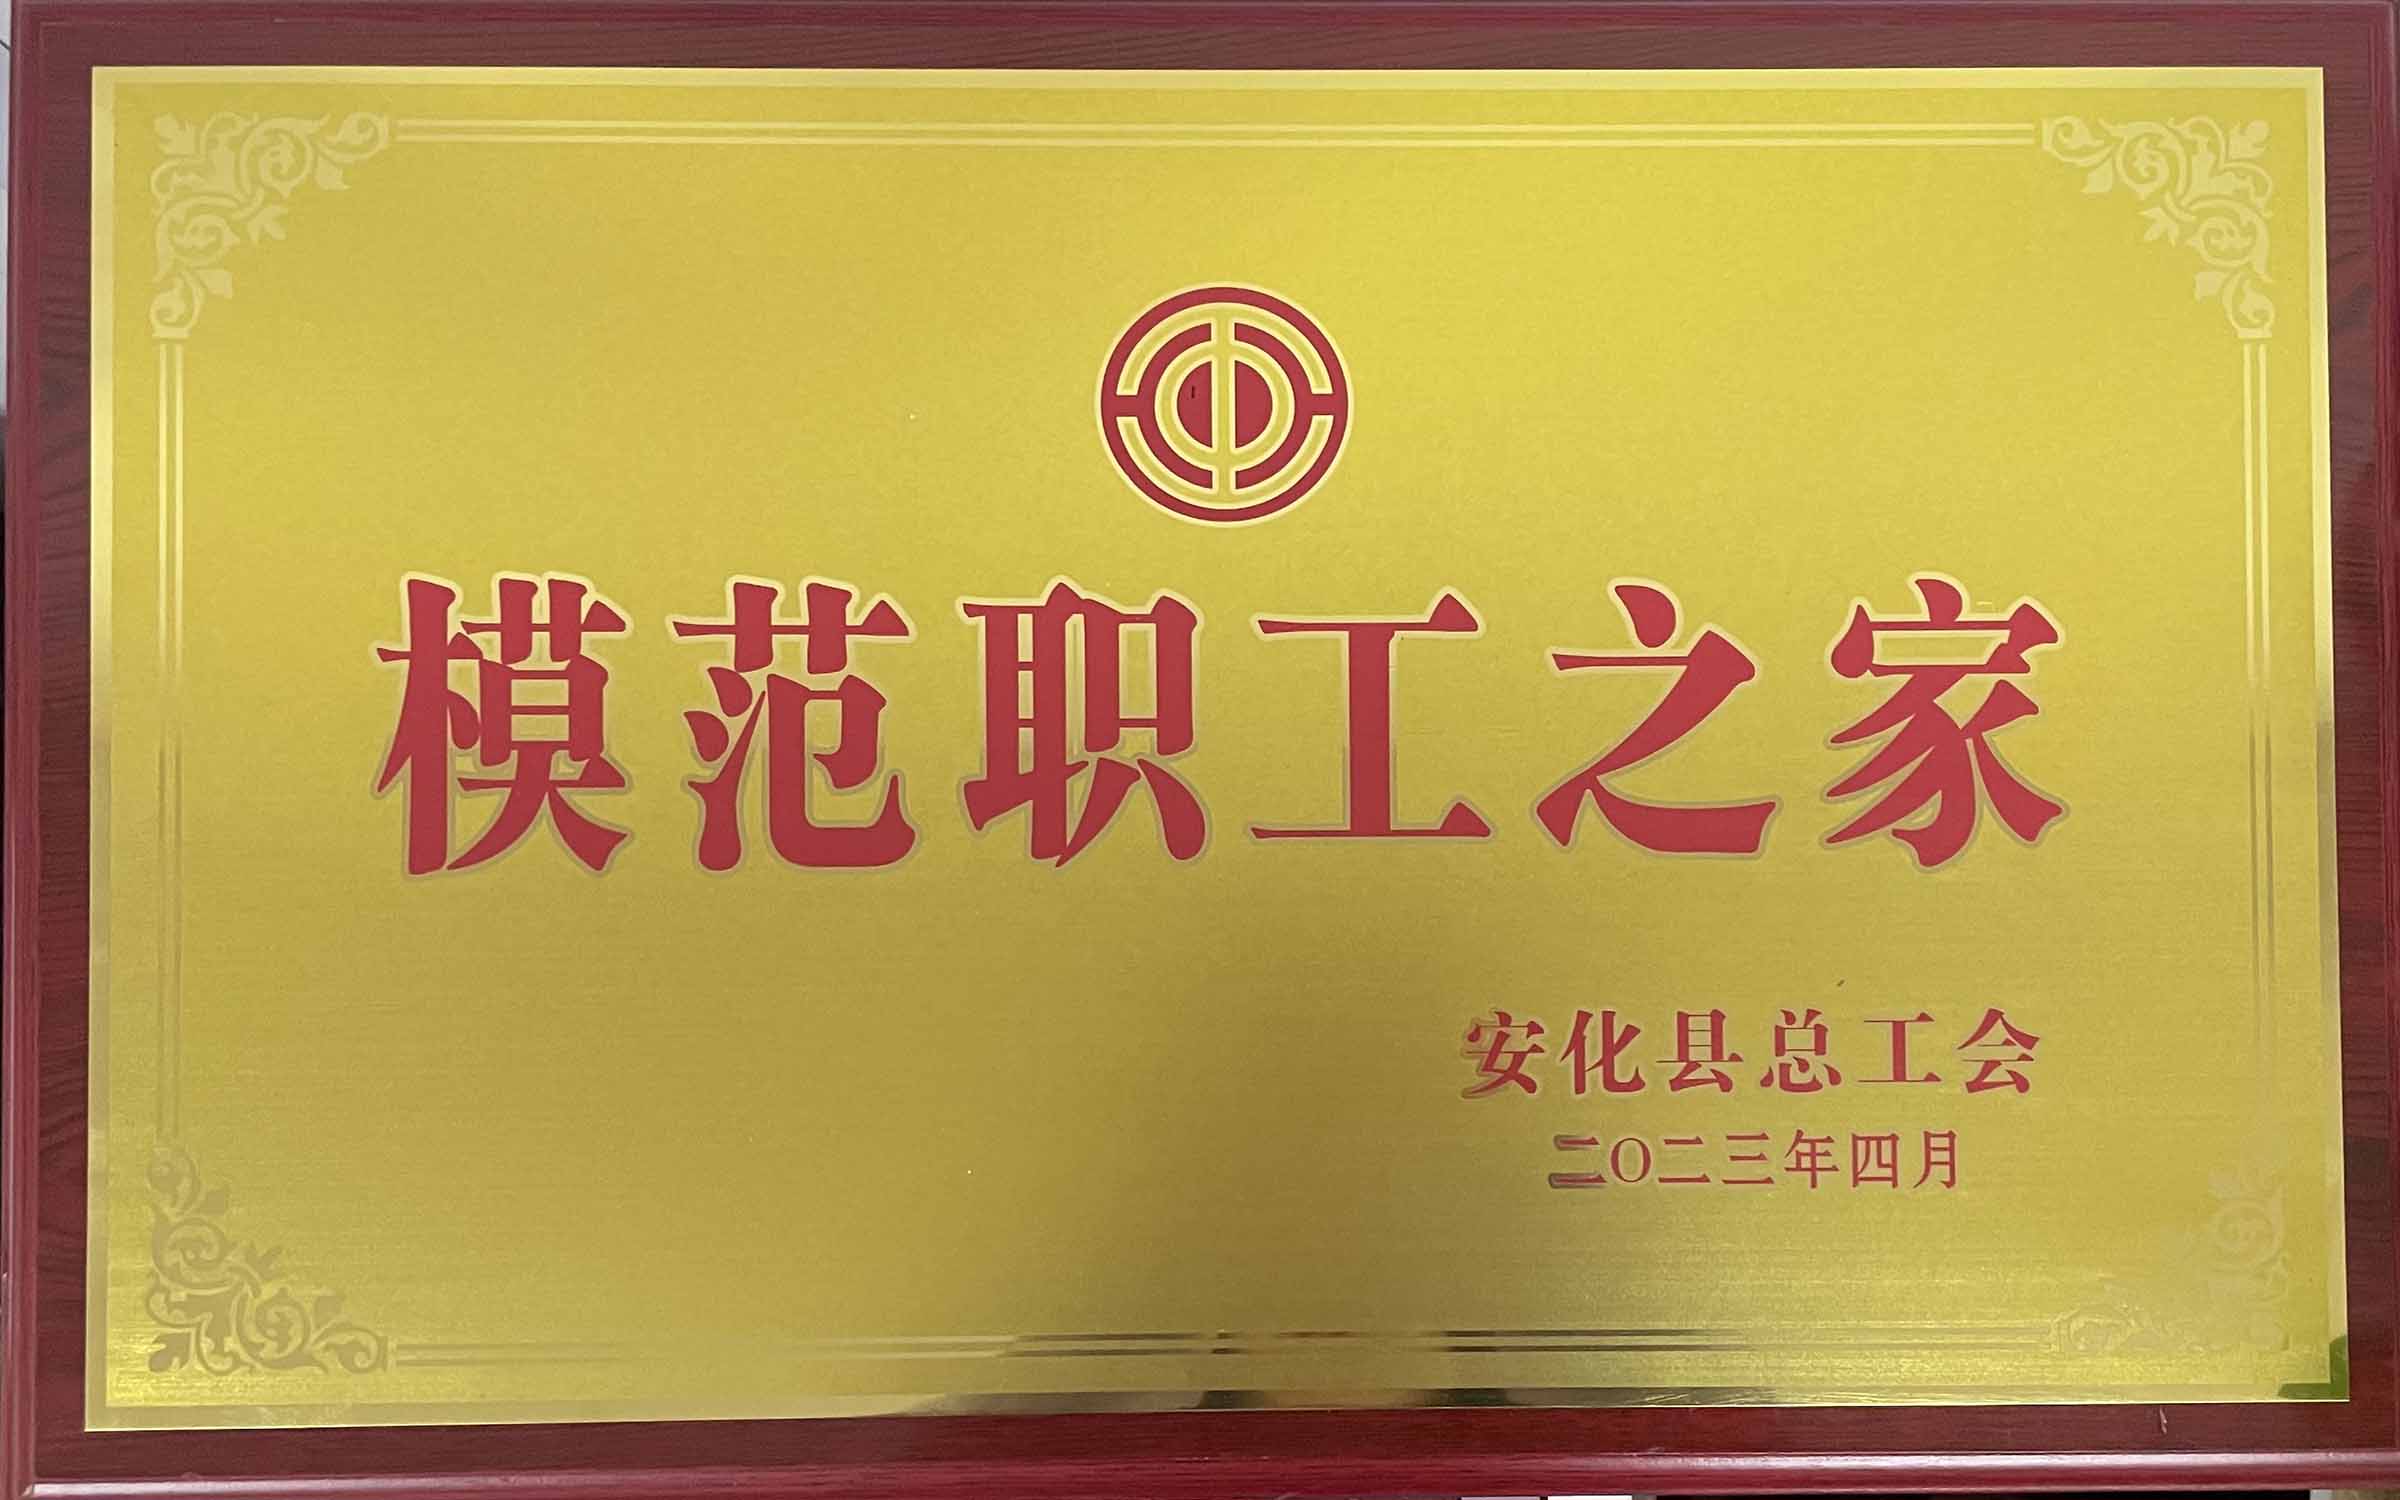 模范职工之家
安化县总工会
二〇二三年四月